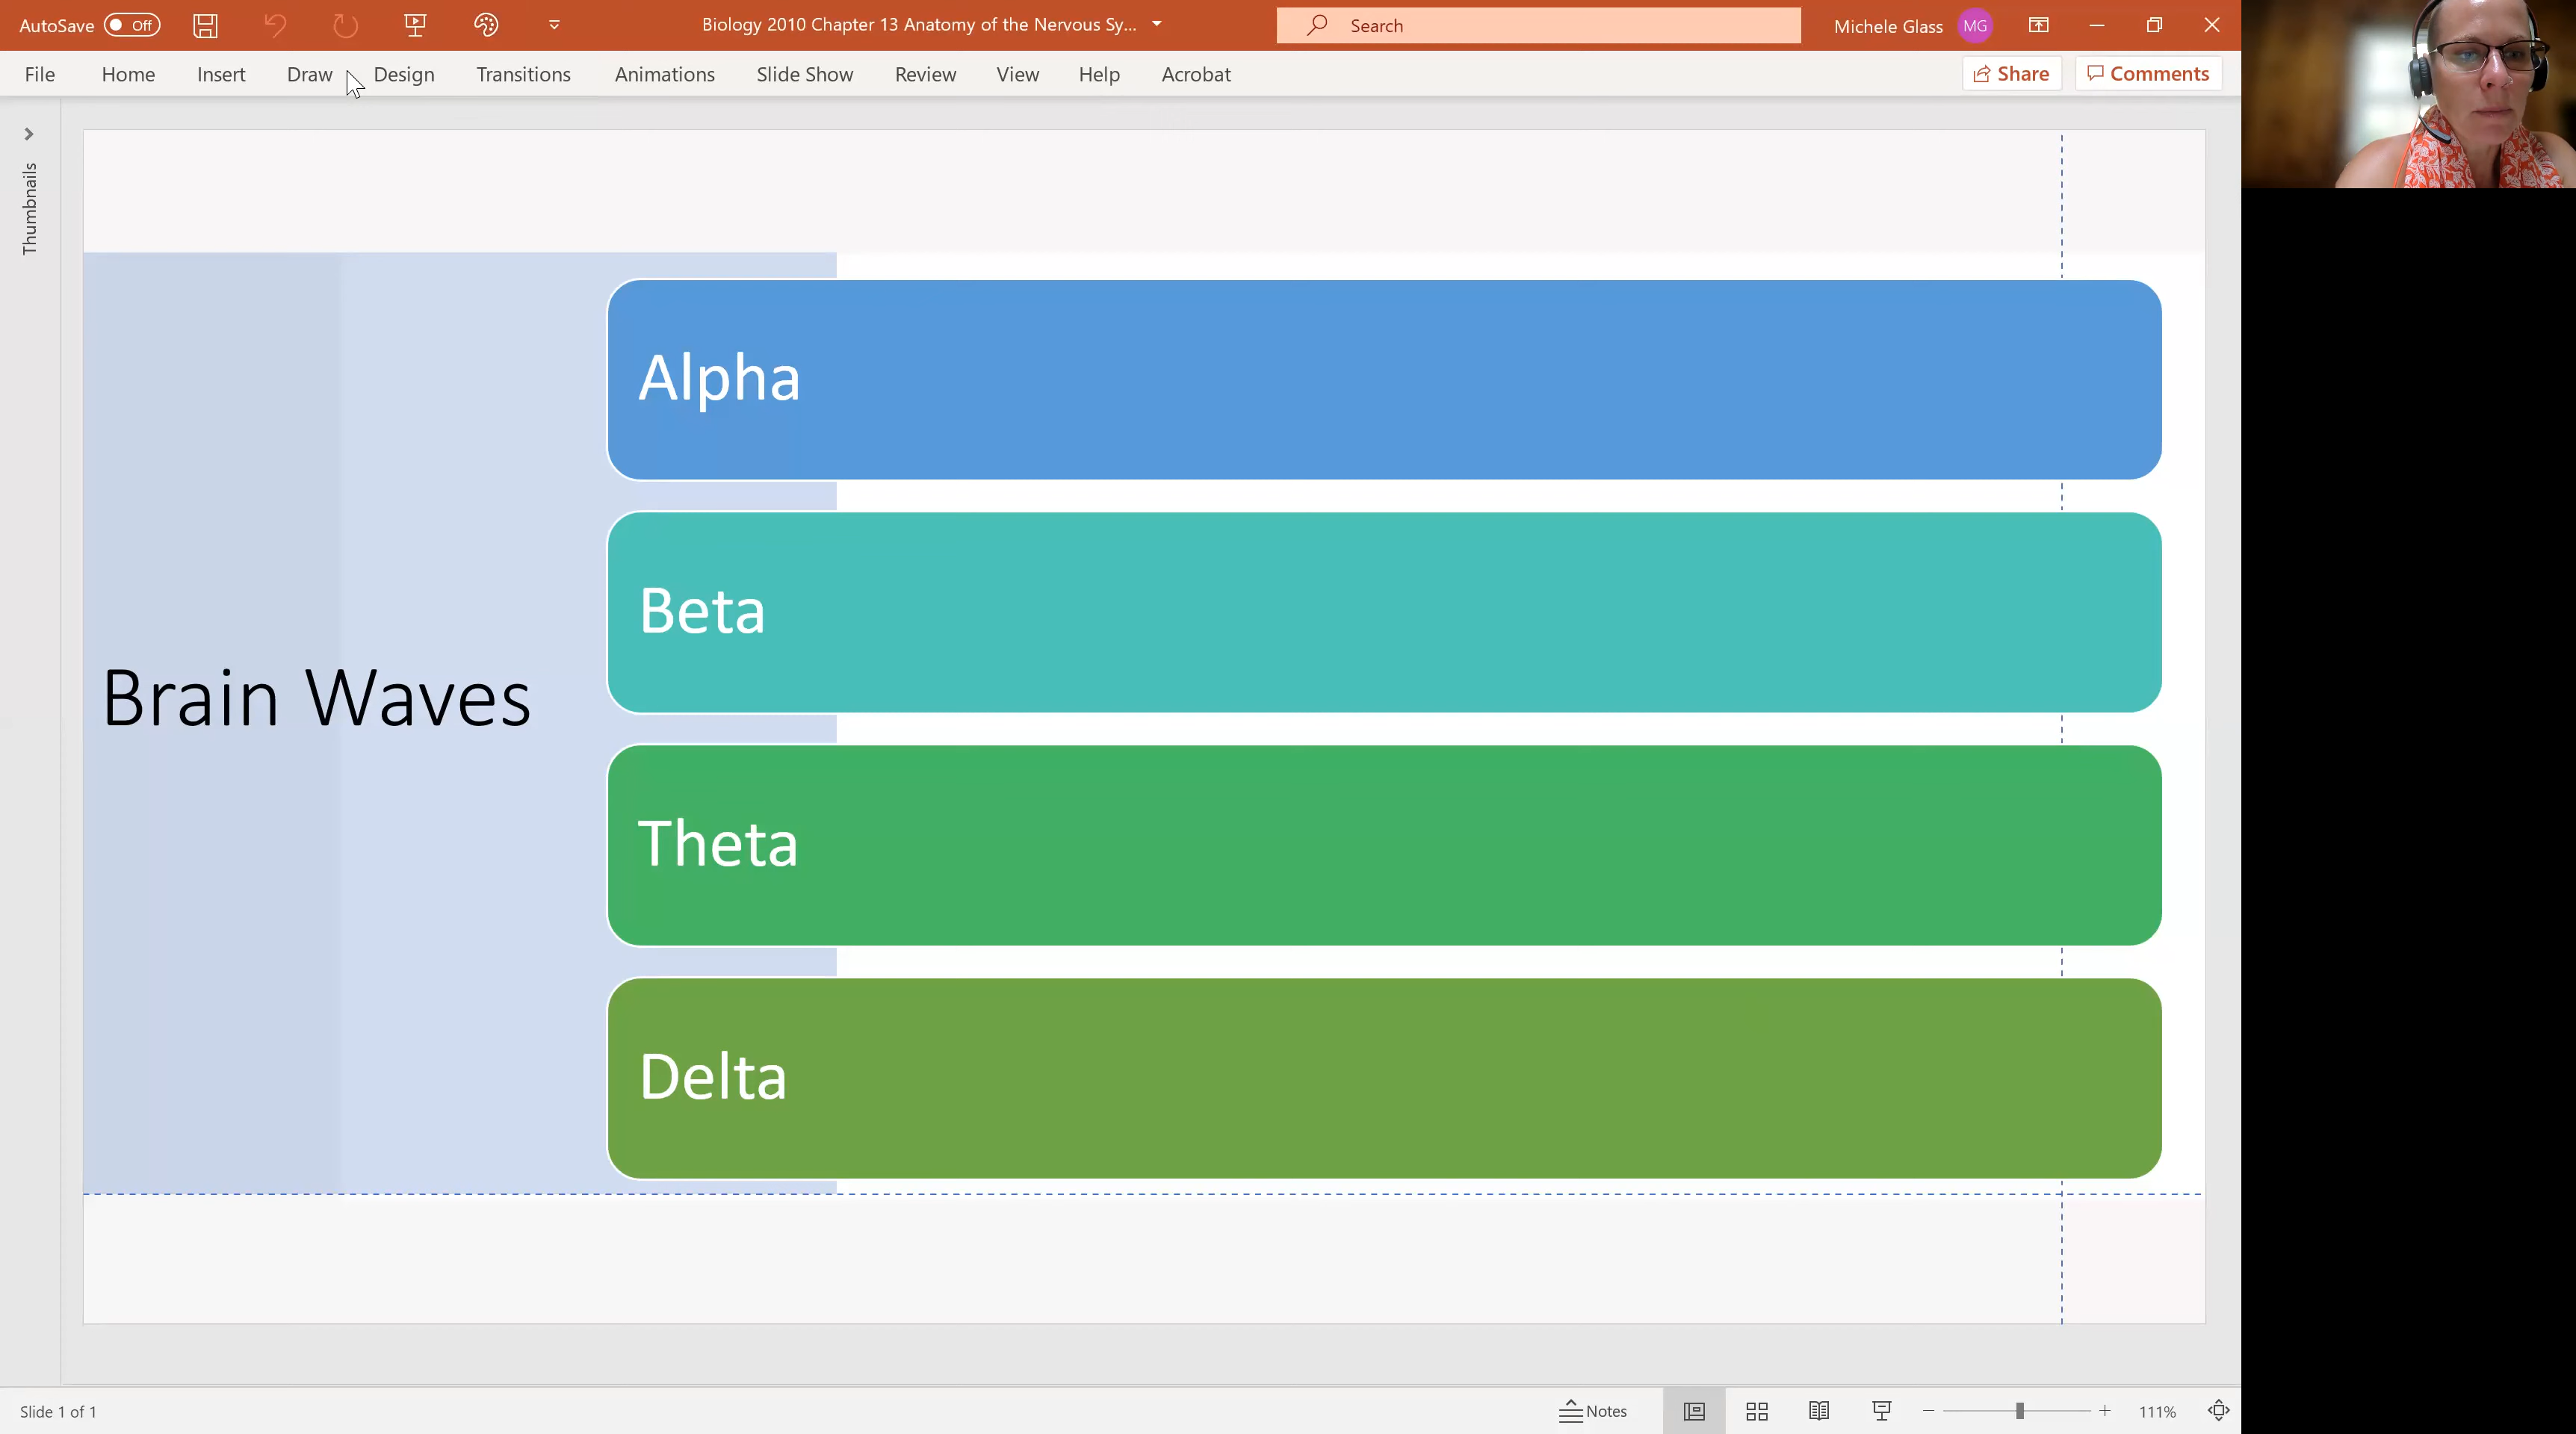 AutoSave Off
Biology 2010 Chapter 13 Anatomy of the Nervous Sy...
Search
Michele Glass MG
File Home Insert Draw Design Transitions Animations Slide Show Review View Help Acrobat
Share Comments
Thumbnails
Brain Waves
Alpha
Beta
Theta
Delta
Slide 1 of 1
Notes
111%